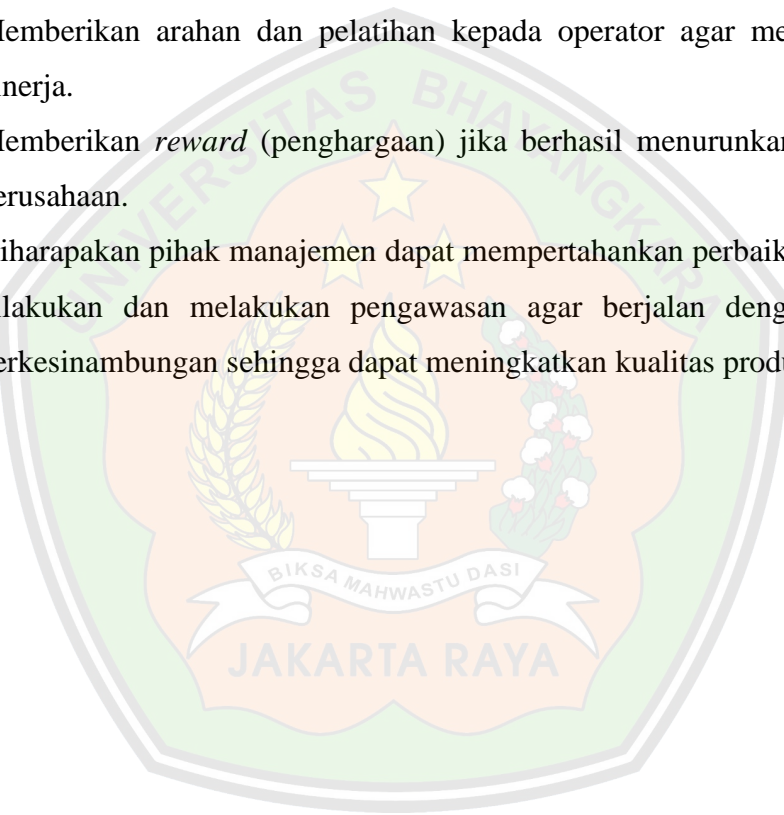 Memberikan arahan dan pelatihan kepada operator agar me
inerja.
Memberikan reward (penghargaan) jika berhasil menurunkan
erusahaan.
iharapakan pihak manajemen dapat mempertahankan perbaik
ilakukan dan melakukan pengawasan agar berjalan deng
erkesinambungan sehingga dapat meningkatkan kualitas produ
UNIVERSITAS BHAYANGKARA
BIKSA MAHWASTU DASI
JAKARTA RAYA